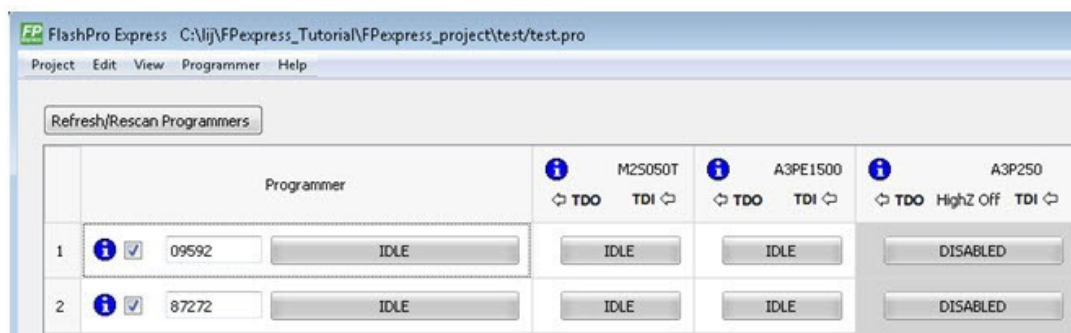 FP FlashPro Express C:\lij\FPexpress_Tutorial\FPexpress_project\test/test.pro
Project Edit View Programmer Help
Refresh/Rescan Programmers
Programmer
M2S050T
TDO TDI
A3PE1500
TDO TDI
A3P250
TDO HighZ Off TDI
1 09592 IDLE IDLE IDLE DISABLED
2 87272 IDLE IDLE IDLE DISABLED